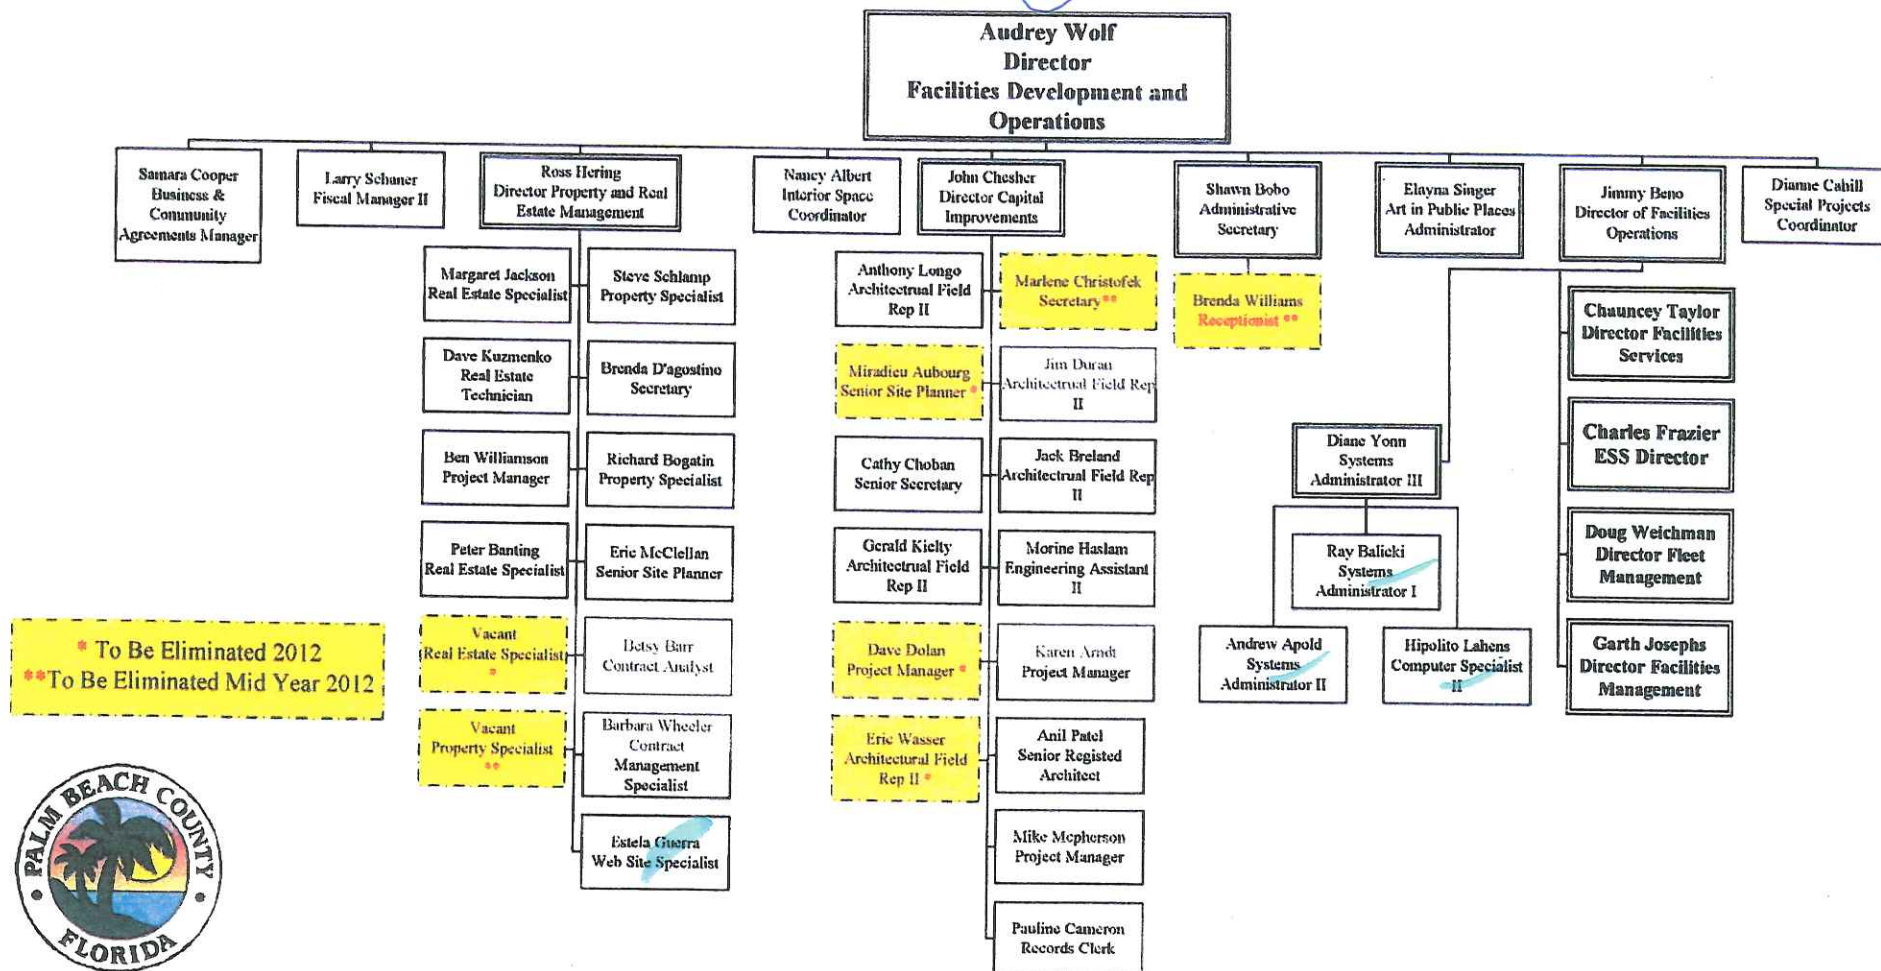 Audrey Wolf
Director
Facilities Development and
Operations
Samara Cooper
Business &
Community
Agreements Manager
Larry Schaner
Fiscal Manager II
Ross Hering
Director Property and Real
Estate Management
Nancy Albert
Interior Space
Coordinator
John Chesher
Director Capital
Improvements
Shawn Bobo
Administrative
Secretary
Elayna Singer
Art in Public Places
Administrator
Jimmy Beno
Director of Facilities
Operations
Dianne Cahill
Special Projects
Coordinator
Margaret Jackson
Real Estate Specialist
Steve Schlamp
Property Specialist
Dave Kuzmenko
Real Estate
Technician
Brenda D'agostino
Secretary
Ben Williamson
Project Manager
Richard Bogatin
Property Specialist
Peter Banting
Real Estate Specialist
Eric McClellan
Senior Site Planner
Vacant
Real Estate Specialist
*
Betsy Barr
Contract Analyst
Vacant
Property Specialist
**
Barbara Wheeler
Contract
Management
Specialist
Estela Guerra
Web Site Specialist
Anthony Longo
Architectrual Field
Rep II
Marlene Christofek
Secretary**
Miradieu Aubourg
Senior Site Planner *
Jim Duran
Architectrual Field Rep
II
Cathy Choban
Senior Secretary
Jack Breland
Architectrual Field Rep
II
Gerald Kielty
Architectrual Field
Rep II
Morine Haslam
Engineering Assistant
II
Dave Dolan
Project Manager *
Karen Arndt
Project Manager
Eric Wasser
Architectural Field
Rep II *
Anil Patel
Senior Registed
Architect
Mike Mcpherson
Project Manager
Pauline Cameron
Records Clerk
Brenda Williams
Receptionist **
Chauncey Taylor
Director Facilities
Services
Charles Frazier
ESS Director
Doug Weichman
Director Fleet
Management
Garth Josephs
Director Facilities
Management
Diane Yonn
Systems
Administrator III
Ray Balicki
Systems
Administrator I
Andrew Apold
Systems
Administrator II
Hipolito Lahens
Computer Specialist
II
* To Be Eliminated 2012
**To Be Eliminated Mid Year 2012
PALM BEACH COUNTY
FLORIDA